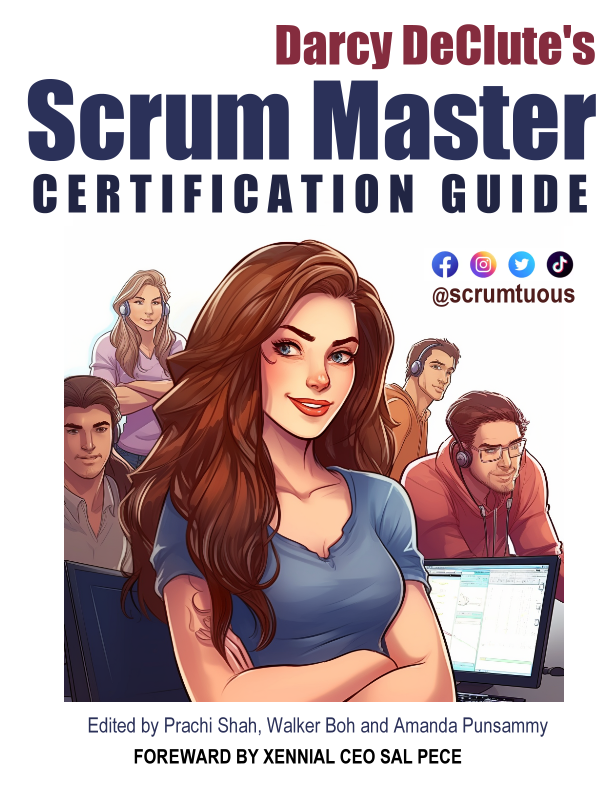 Darcy DeClute's
Scrum Master
CERTIFICATION GUIDE
@scrumtuous
Edited by Prachi Shah, Walker Boh and Amanda Punsammy
FOREWARD BY XENNIAL CEO SAL PECE